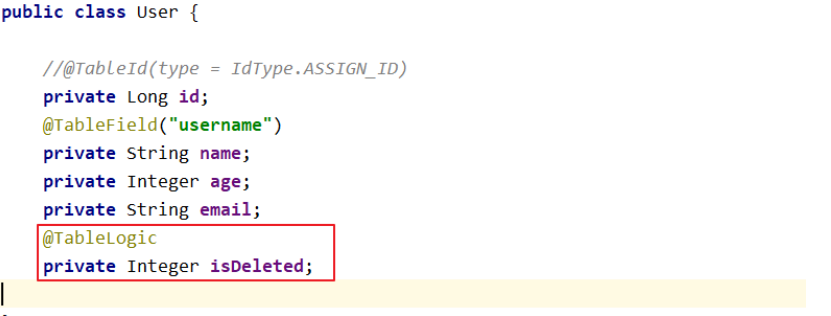 public class User {
//@TableId(type = IdType.ASSIGN_ID)
private Long id;
@TableField("username")
private String name;
private Integer age;
private String email;
@TableLogic
private Integer isDeleted;